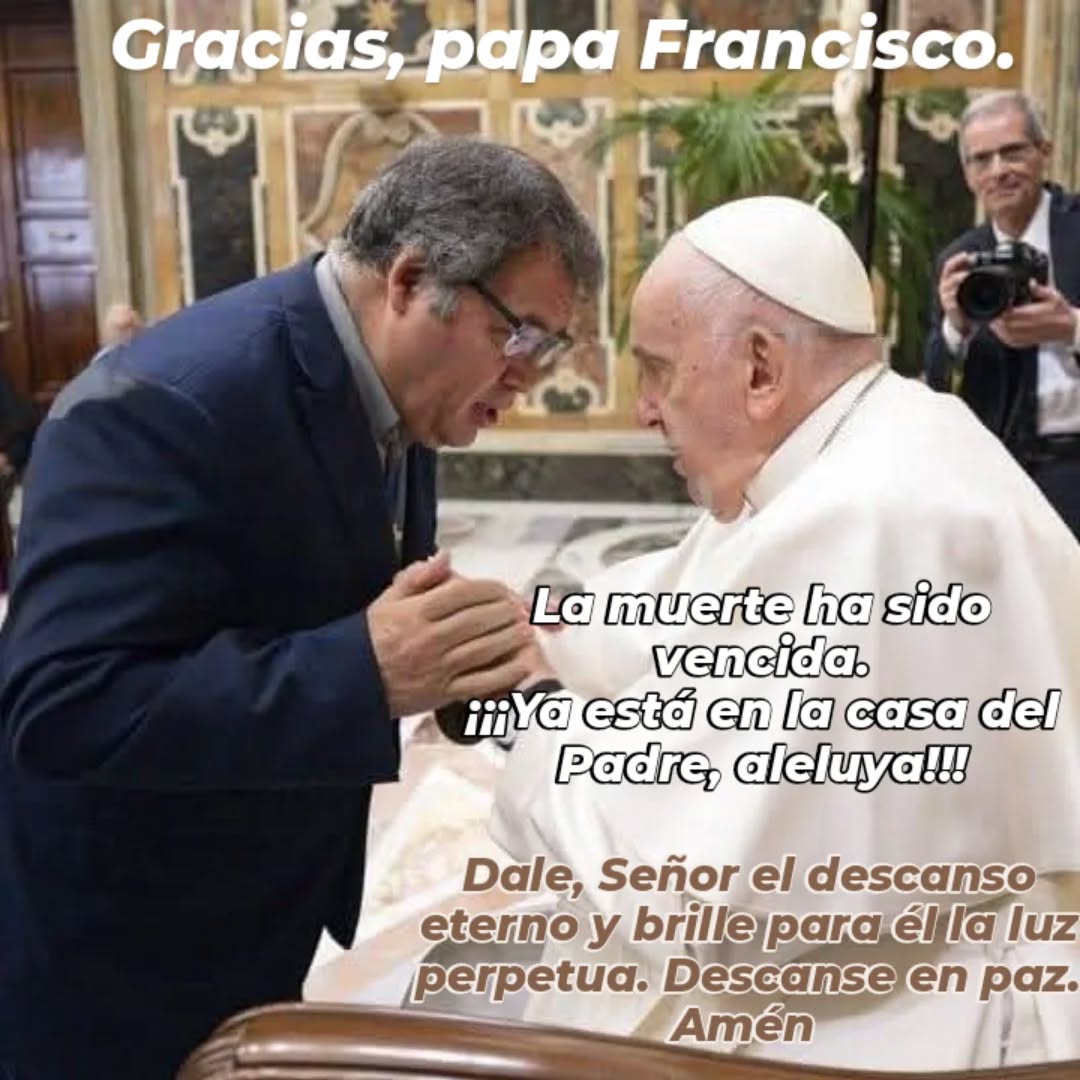 Gracias, papa Francisco.
La muerte ha sido
vencida.
¡¡¡Ya está en la casa del
Padre, aleluya!!!
Dale, Señor el descanso
eterno y brille para él la luz
perpetua. Descanse en paz.
Amén